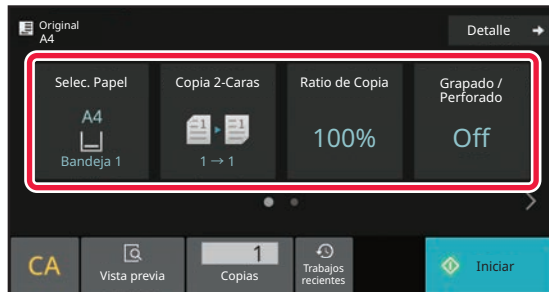 Original
A4
Detalle
Selec. Papel
A4
Bandeja 1
Copia 2-Caras
1 → 1
Ratio de Copia
100%
Grapado /
Perforado
Off
CA
Vista previa
1
Copias
Trabajos
recientes
Iniciar